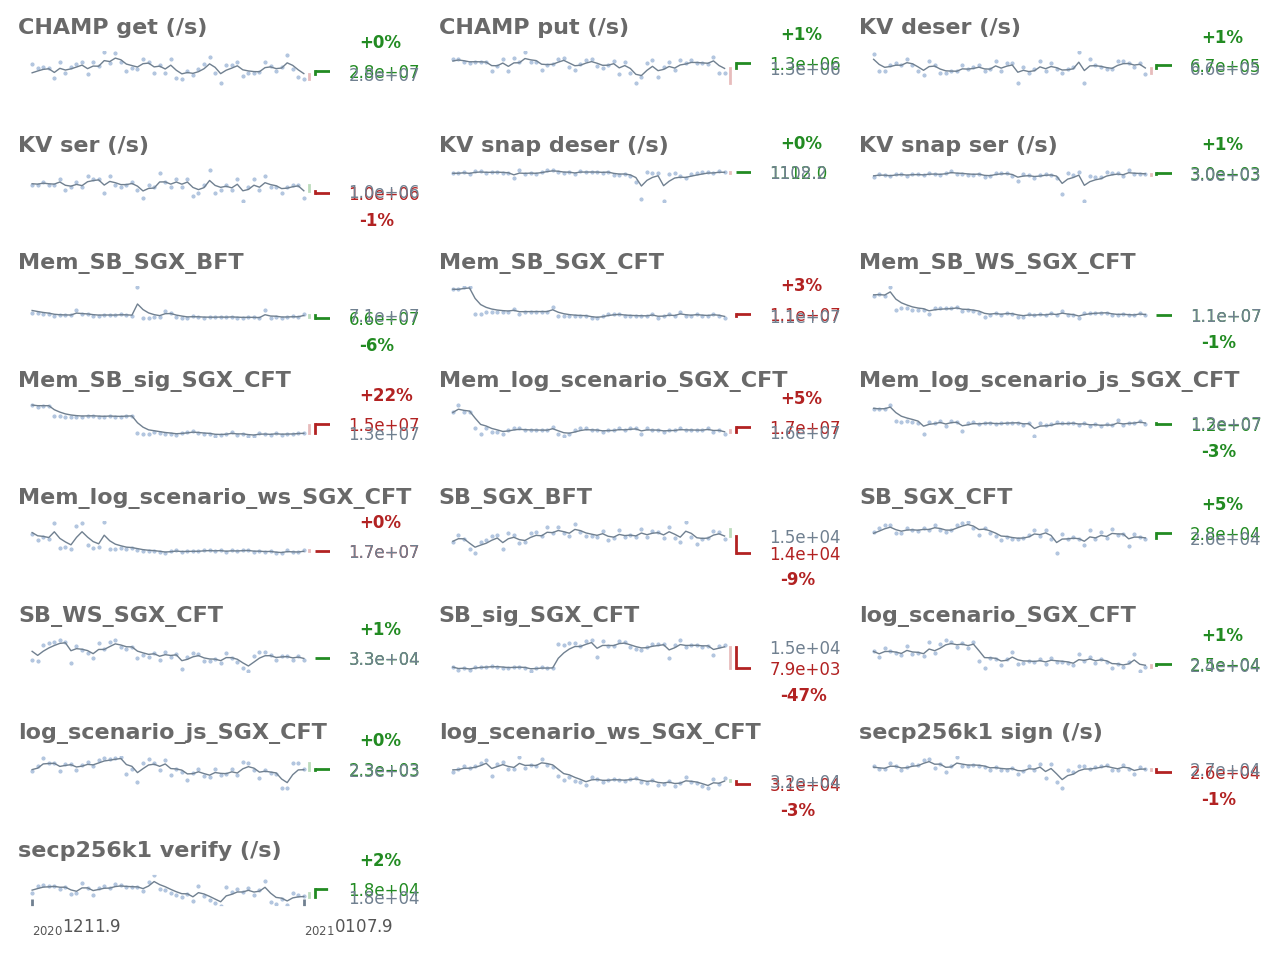 CHAMP get (/s)
+0%
2.8e+07
CHAMP put (/s)
+1%
1.3e+06
1.3e+06
KV deser (/s)
+1%
6.7e+05
6.6e+05
KV ser (/s)
1.0e+06
1.0e+06
-1%
KV snap deser (/s)
+0%
KV snap ser (/s)
+1%
3.0e+03
3.0e+03
Mem_SB_SGX_BFT
7.1e+07
6.6e+07
-6%
Mem_SB_SGX_CFT
+3%
1.1e+07
1.1e+07
Mem_SB_WS_SGX_CFT
1.1e+07
-1%
Mem_SB_sig_SGX_CFT
+22%
1.5e+07
1.3e+07
Mem_log_scenario_SGX_CFT
+5%
1.7e+07
1.6e+07
Mem_log_scenario_js_SGX_CFT
1.2e+07
1.2e+07
-3%
Mem_log_scenario_ws_SGX_CFT
+0%
1.7e+07
SB_SGX_BFT
1.5e+04
1.4e+04
-9%
SB_SGX_CFT
+5%
2.8e+04
2.6e+04
SB_WS_SGX_CFT
+1%
3.3e+04
SB_sig_SGX_CFT
1.5e+04
7.9e+03
-47%
log_scenario_SGX_CFT
+1%
2.5e+04
2.4e+04
log_scenario_js_SGX_CFT
+0%
2.3e+03
2.3e+03
log_scenario_ws_SGX_CFT
3.2e+04
3.1e+04
-3%
secp256k1 sign (/s)
2.7e+04
2.6e+04
-1%
secp256k1 verify (/s)
+2%
1.8e+04
1.8e+04
20201211.9
20210107.9